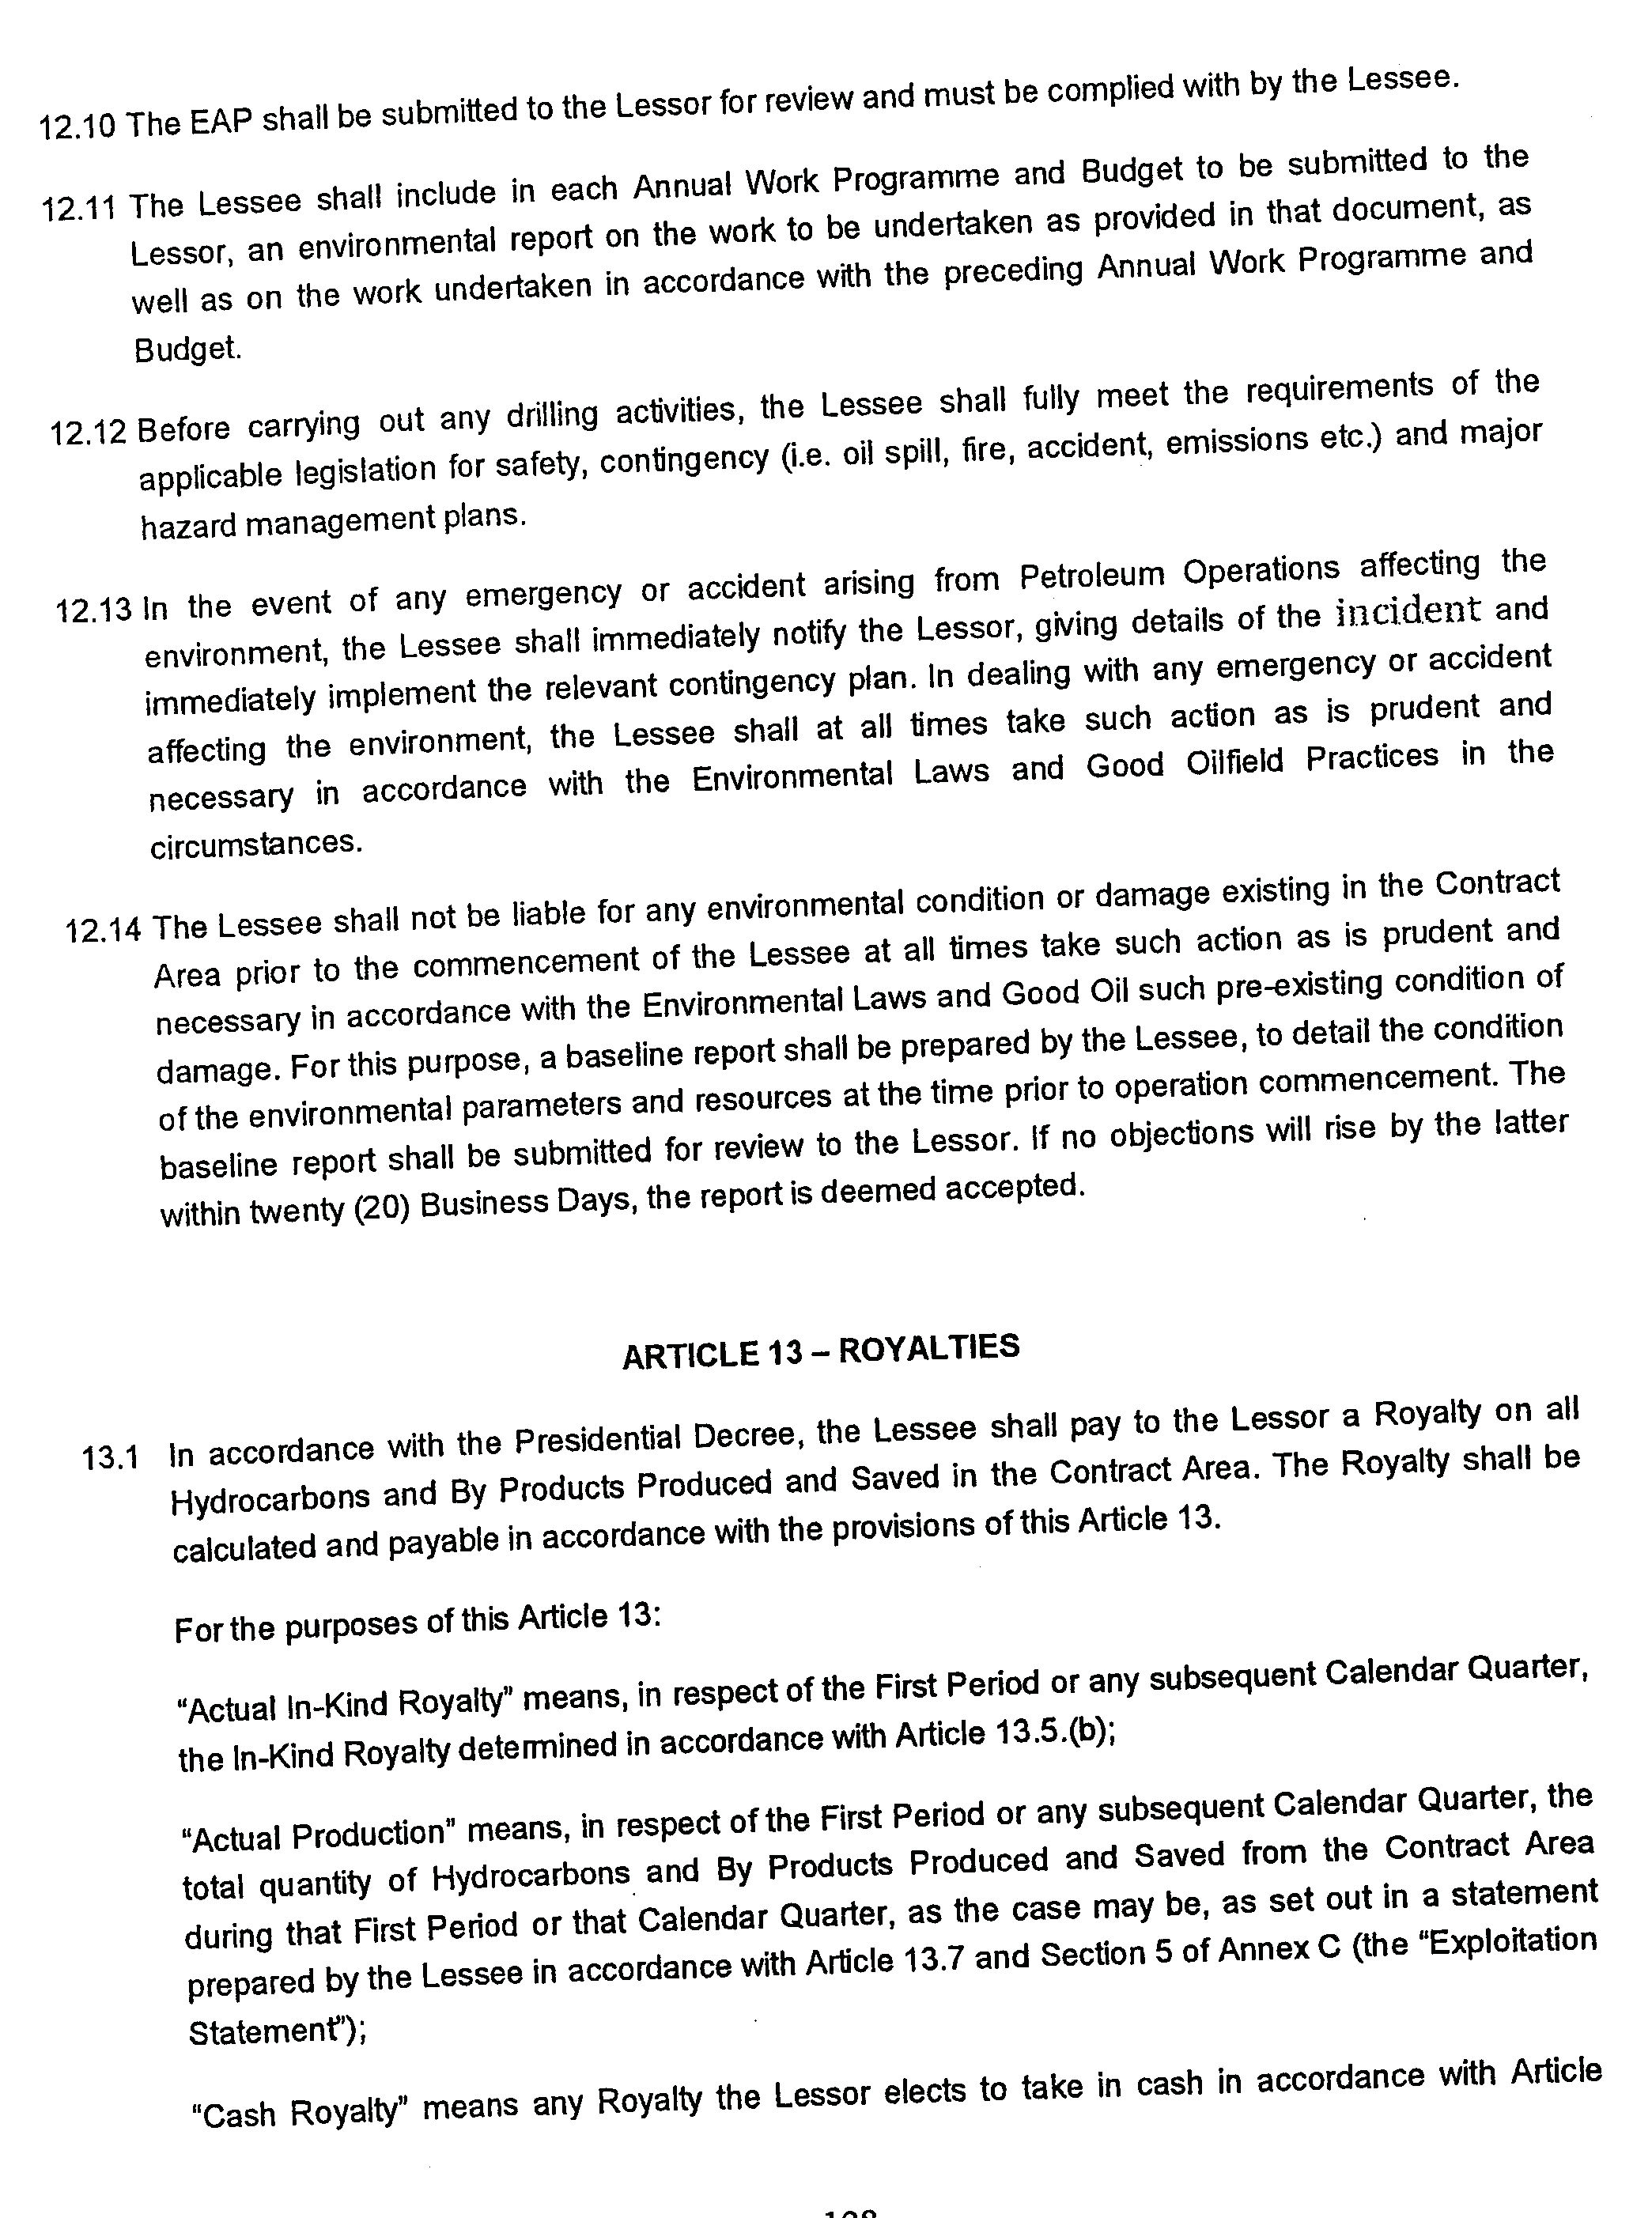 12.10 The EAP shall be submitted to the Lessor for review and must be complied with by the Lessee.
12.11 The Lessee shall include in each Annual Work Programme and Budget to be submitted to the
Lessor, an environmental report on the work to be undertaken as provided in that document, as
well as on the work undertaken in accordance with the preceding Annual Work Programme and
Budget.
12.12 Before carrying out any drilling activities, the Lessee shall fully meet the requirements of the
applicable legislation for safety, contingency (i.e. oil spill, fire, accident, emissions etc.) and major
hazard management plans.
12.13 In the event of any emergency or accident arising from Petroleum Operations affecting the
environment, the Lessee shall immediately notify the Lessor, giving details of the incident and
immediately implement the relevant contingency plan. In dealing with any emergency or accident
affecting the environment, the Lessee shall at all times take such action as is prudent and
necessary in accordance with the Environmental Laws and Good Oilfield Practices in the
circumstances.
12.14 The Lessee shall not be liable for any environmental condition or damage existing in the Contract
Area prior to the commencement of the Lessee at all times take such action as is prudent and
necessary in accordance with the Environmental Laws and Good Oil such pre-existing condition of
damage. For this purpose, a baseline report shall be prepared by the Lessee, to detail the condition
of the environmental parameters and resources at the time prior to operation commencement. The
baseline report shall be submitted for review to the Lessor. If no objections will rise by the latter
within twenty (20) Business Days, the report is deemed accepted.
ARTICLE 13 – ROYALTIES
13.1 In accordance with the Presidential Decree, the Lessee shall pay to the Lessor a Royalty on all
Hydrocarbons and By Products Produced and Saved in the Contract Area. The Royalty shall be
calculated and payable in accordance with the provisions of this Article 13.
For the purposes of this Article 13:
“Actual In-Kind Royalty” means, in respect of the First Period or any subsequent Calendar Quarter,
the In-Kind Royalty determined in accordance with Article 13.5.(b);
“Actual Production” means, in respect of the First Period or any subsequent Calendar Quarter, the
total quantity of Hydrocarbons and By Products Produced and Saved from the Contract Area
during that First Period or that Calendar Quarter, as the case may be, as set out in a statement
prepared by the Lessee in accordance with Article 13.7 and Section 5 of Annex C (the “Exploitation
Statement”);
“Cash Royalty” means any Royalty the Lessor elects to take in cash in accordance with Article